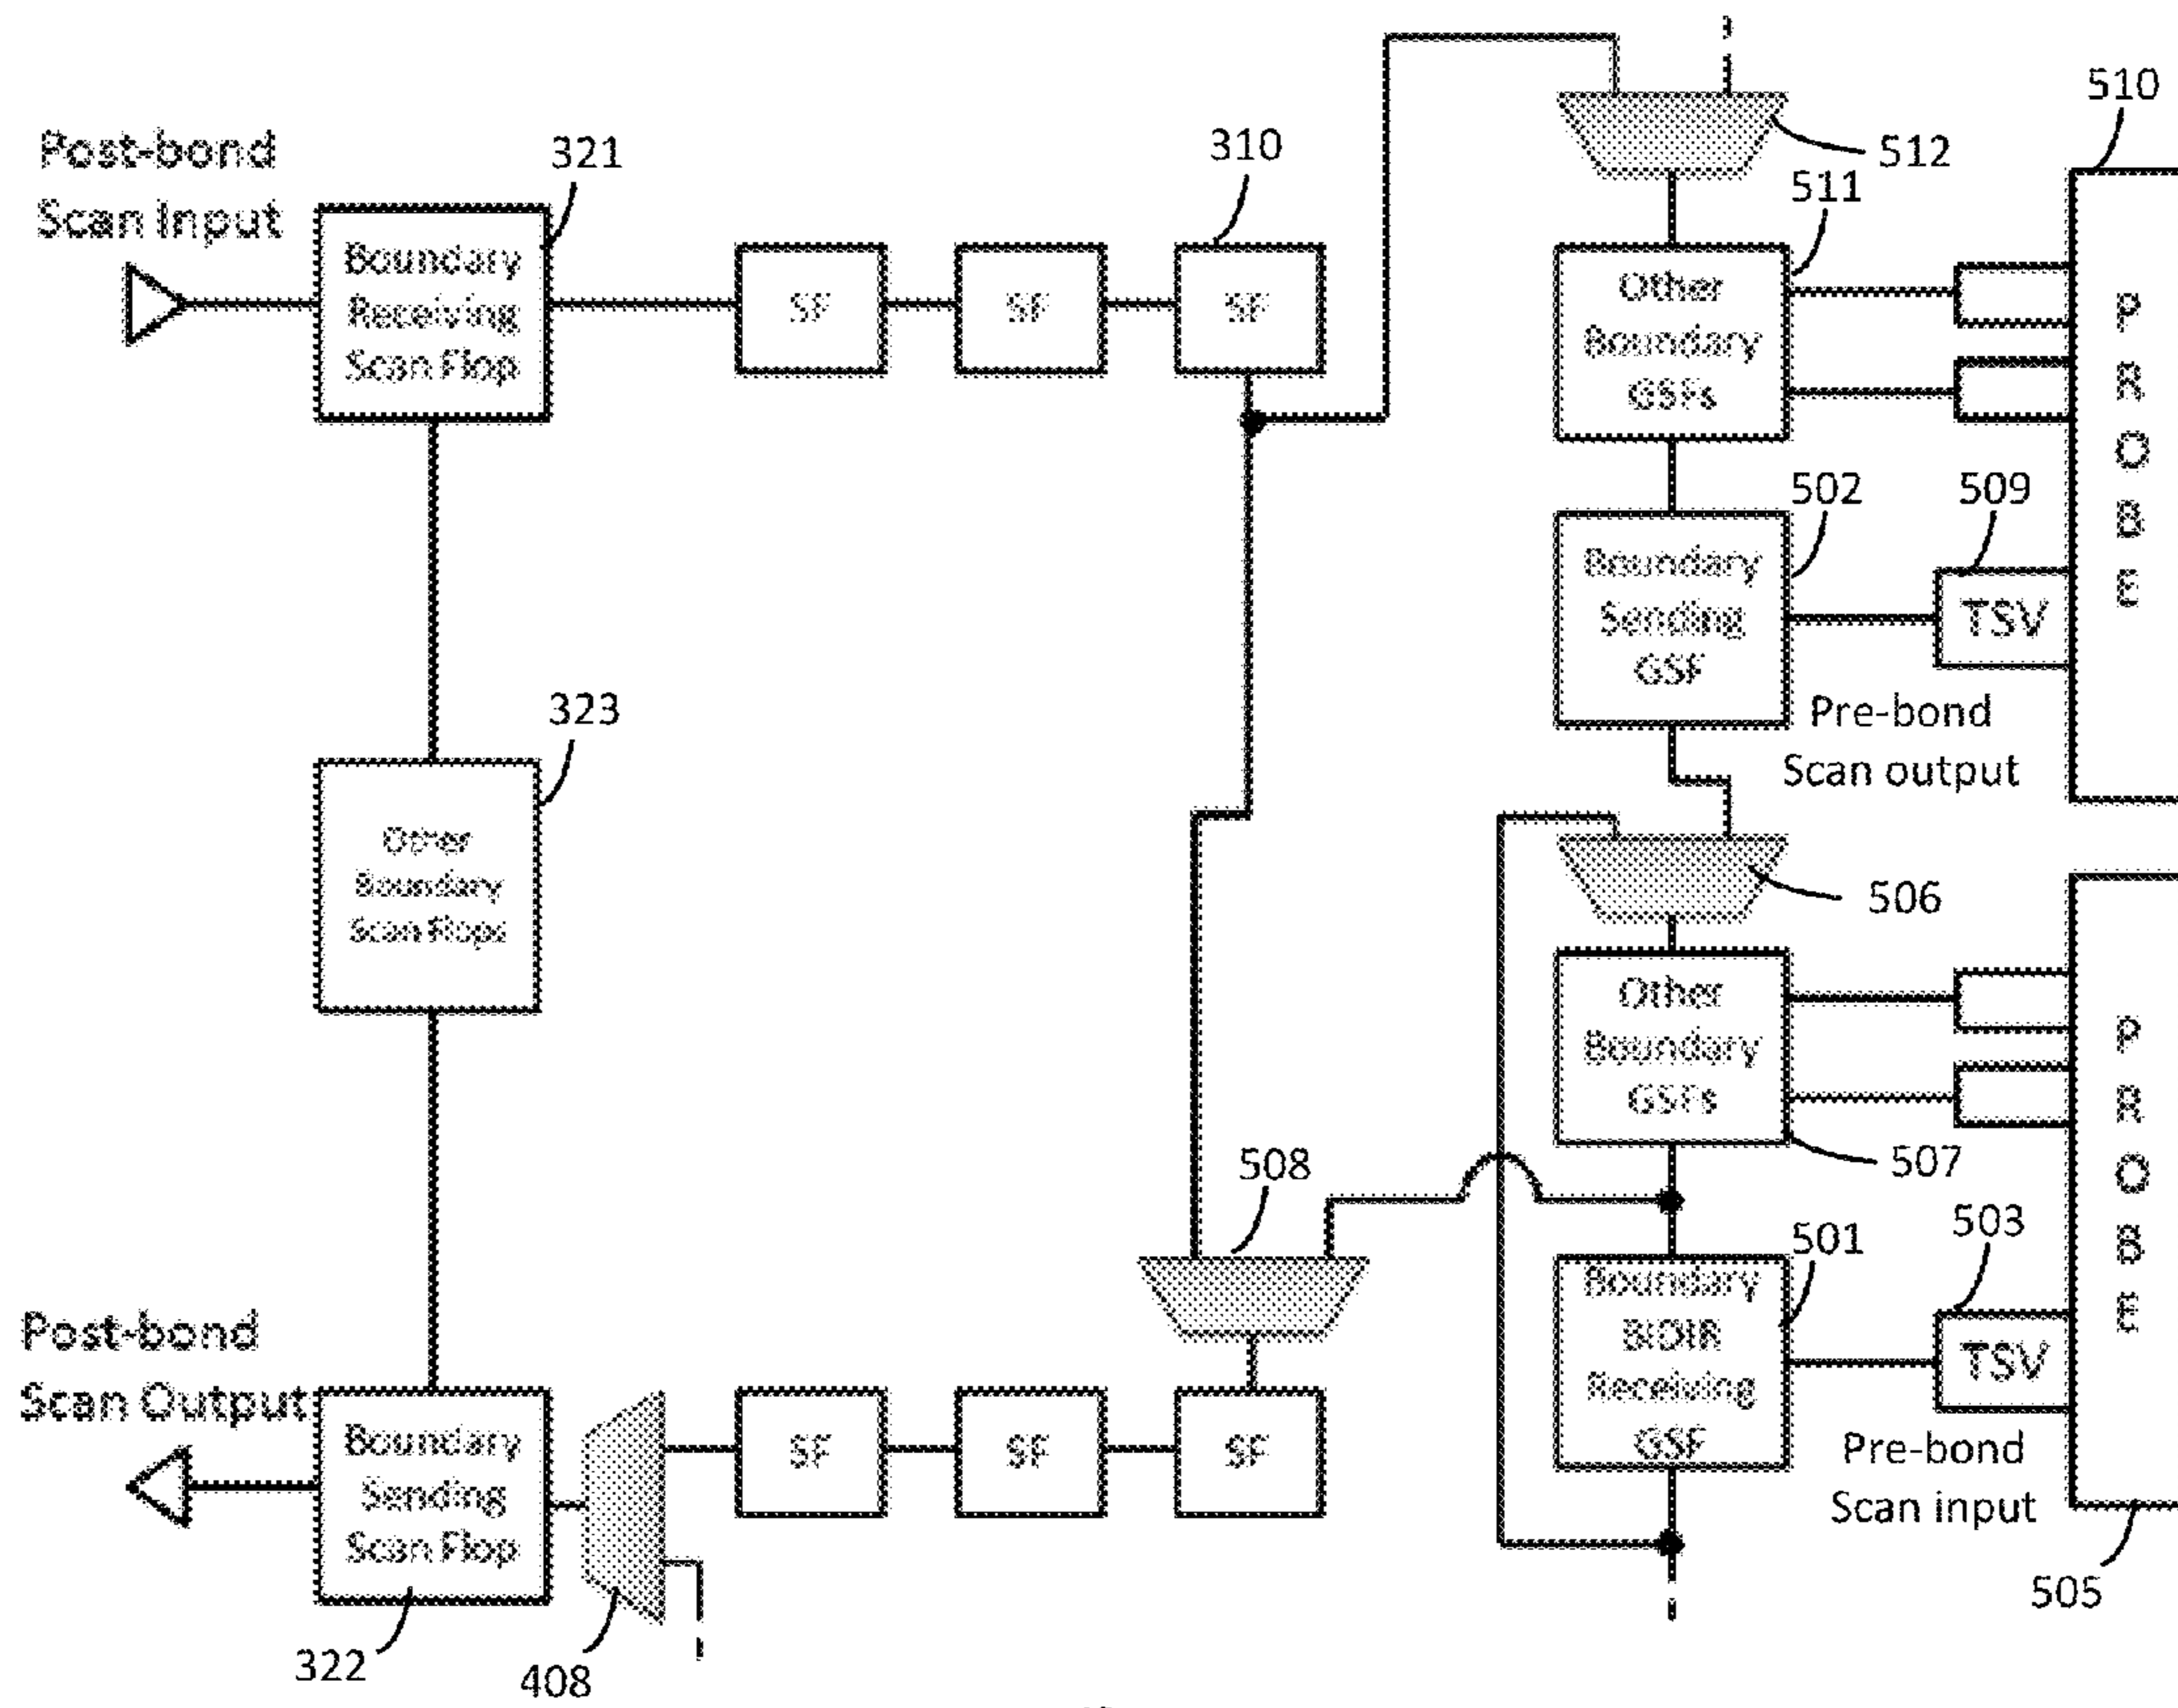 Post-bond
Scan Input
321
Boundary
Receiving
Scan Flop
SF
SF
SF
310
512
511
Other
Boundary
GSFs
510
P
R
O
B
E
502
Boundary
Sending
GSF
509
TSV
Pre-bond
Scan output
323
Other
Boundary
Scan Flops
506
Other
Boundary
GSFs
507
P
R
O
B
E
508
501
Boundary
BIDIR
Receiving
GSF
503
TSV
Pre-bond
Scan input
505
Post-bond
Scan Output
Boundary
Sending
Scan Flop
322
408
SF
SF
SF